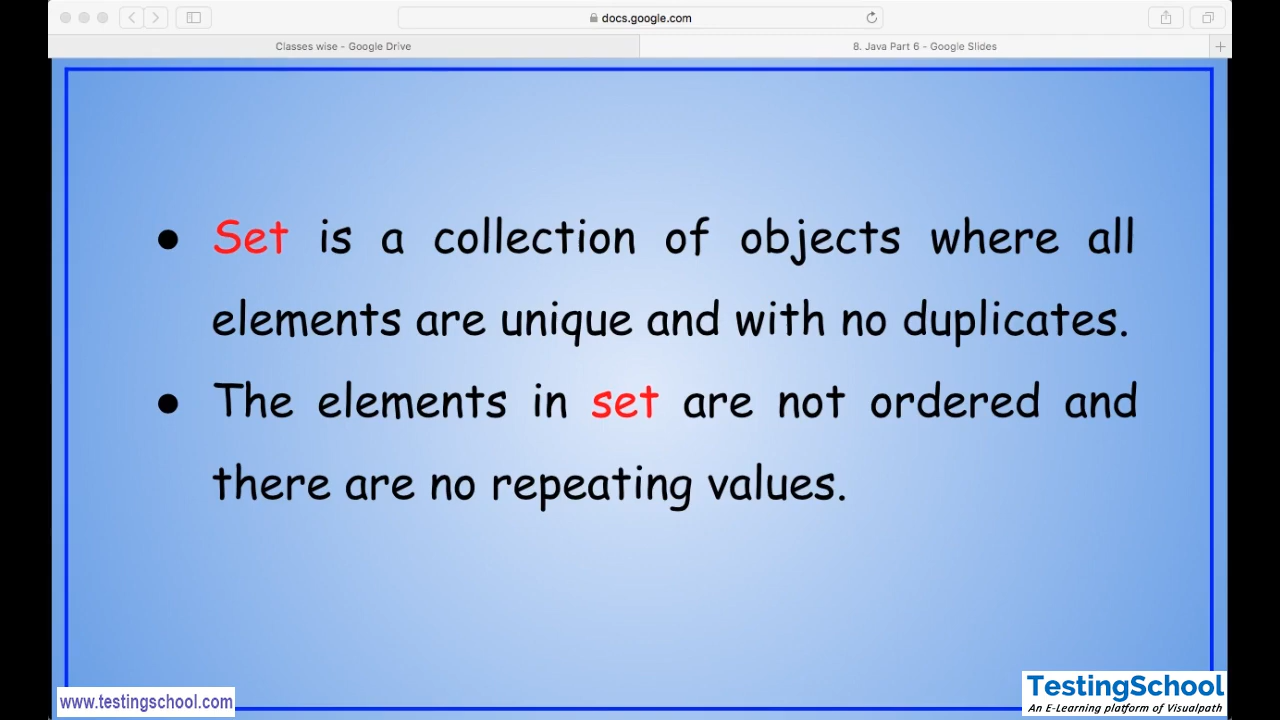 docs.google.com
Classes wise - Google Drive
8. Java Part 6 - Google Slides
● Set is a collection of objects where all
elements are unique and with no duplicates.
● The elements in set are not ordered and
there are no repeating values.
www.testingschool.com
TestingSchool
An E-Learning platform of Visualpath